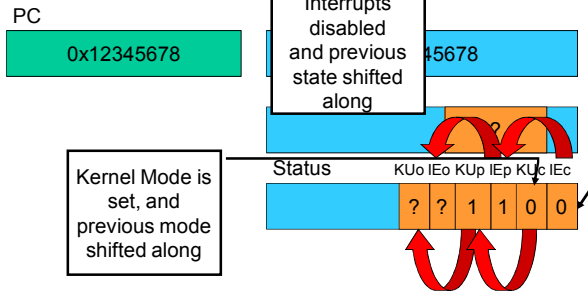 PC
0x12345678
Interrupts
disabled
and previous
state shifted
along
45678
?
Kernel Mode is
set, and
previous mode
shifted along
Status
KUo IEo KUp IEp KUc IEc
? ? 1 1 0 0